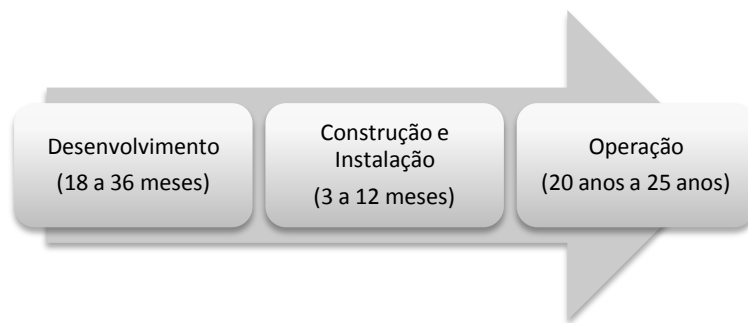 Desenvolvimento
(18 a 36 meses)
Construção e
Instalação
(3 a 12 meses)
Operação
(20 anos a 25 anos)